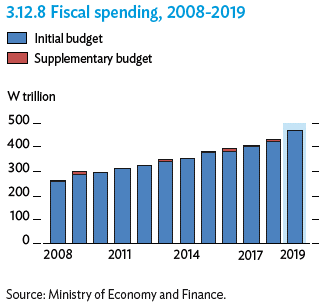 3.12.8 Fiscal spending, 2008-2019
Initial budget
Supplementary budget
W trillion
500
400
300
200
100
0
2008 2011 2014 2017 2019
Source: Ministry of Economy and Finance.